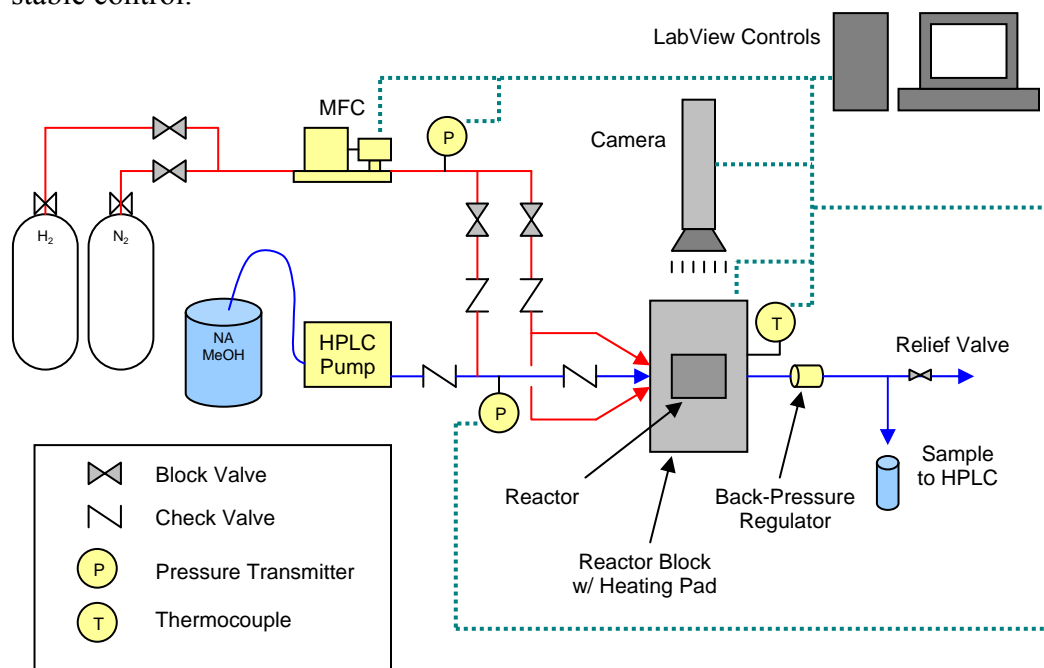 stable control.
LabView Controls
MFC
P
Camera
H2
N2
NA
MeOH
HPLC
Pump
T
Relief Valve
P
Sample
to HPLC
Reactor
Back-Pressure
Regulator
Reactor Block
w/ Heating Pad
Block Valve
Check Valve
P
Pressure Transmitter
T
Thermocouple